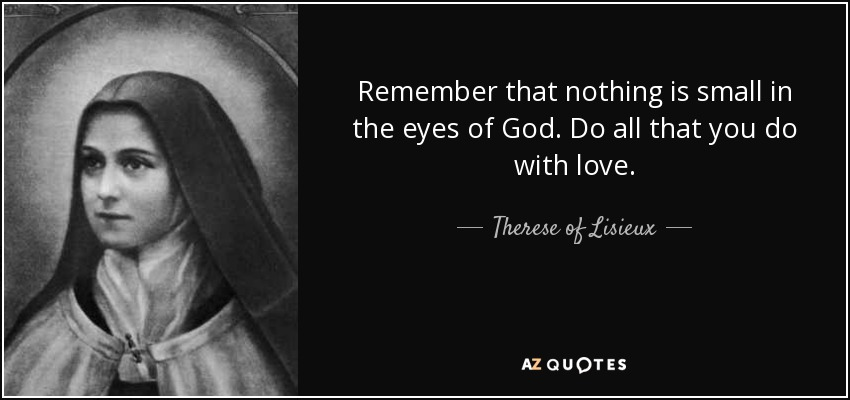 Remember that nothing is small in
the eyes of God. Do all that you do
with love.
Therese of Lisieux
AZ QUOTES